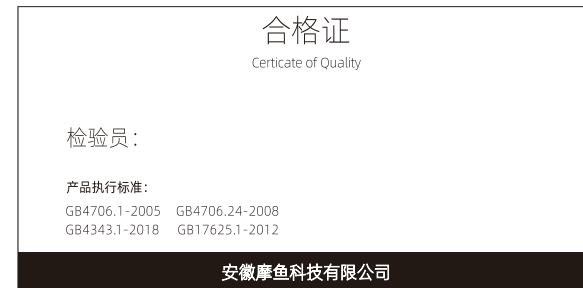 合格证
Certicate of Quality
检验员：
产品执行标准：
GB4706.1-2005 GB4706.24-2008
GB4343.1-2018 GB17625.1-2012
安徽摩鱼科技有限公司